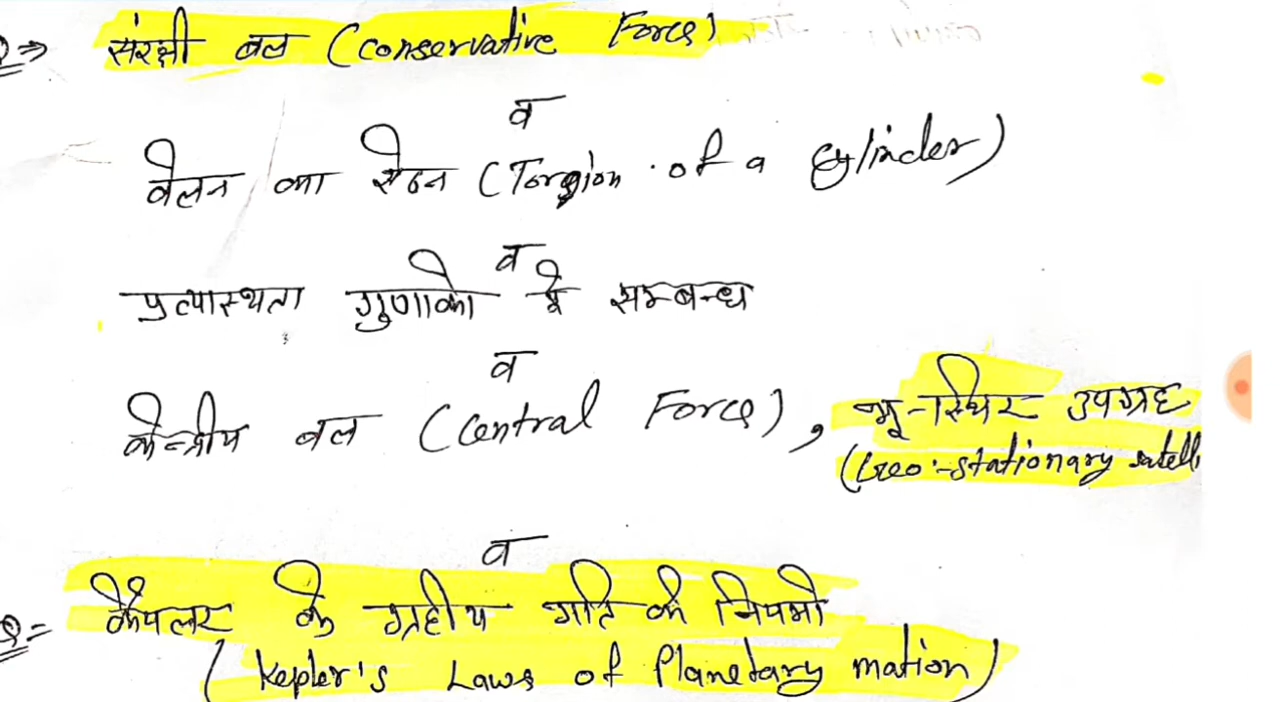 Q⇒ संरक्षी बल (conservative Force)
व
बेलन का ऐंठन (Torsion of a cylinder)
व
प्रत्यास्थता गुणांको के सम्बन्ध
व
केन्द्रीय बल (Central Force), भू-स्थिर उपग्रह
(Geo-stationary satelli
व
Q= कैपलर के ग्रहीय गति के नियमो
(Kepler's Laws of Planetary mation)